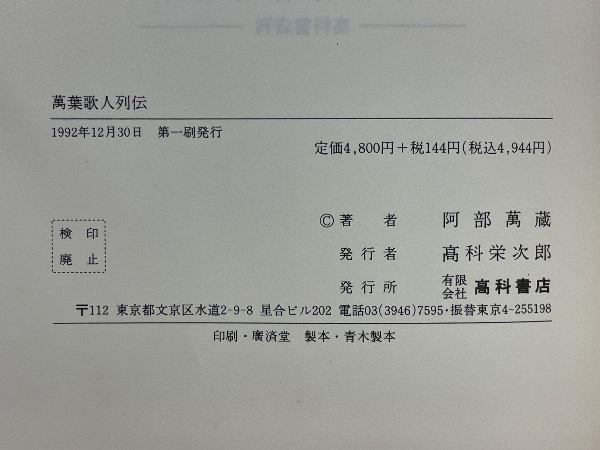 萬葉歌人列伝
1992年12月30日 第一刷発行
定価4,800円+税144円(税込4,944円)
検印
廃止
©著者 阿部萬蔵
発行者 髙科栄次郎
発行所 有限会社 髙科書店
〒112 東京都文京区水道2-9-8 星合ビル202 電話03(3946)7595・振替東京4-255198
印刷・廣済堂 製本・青木製本